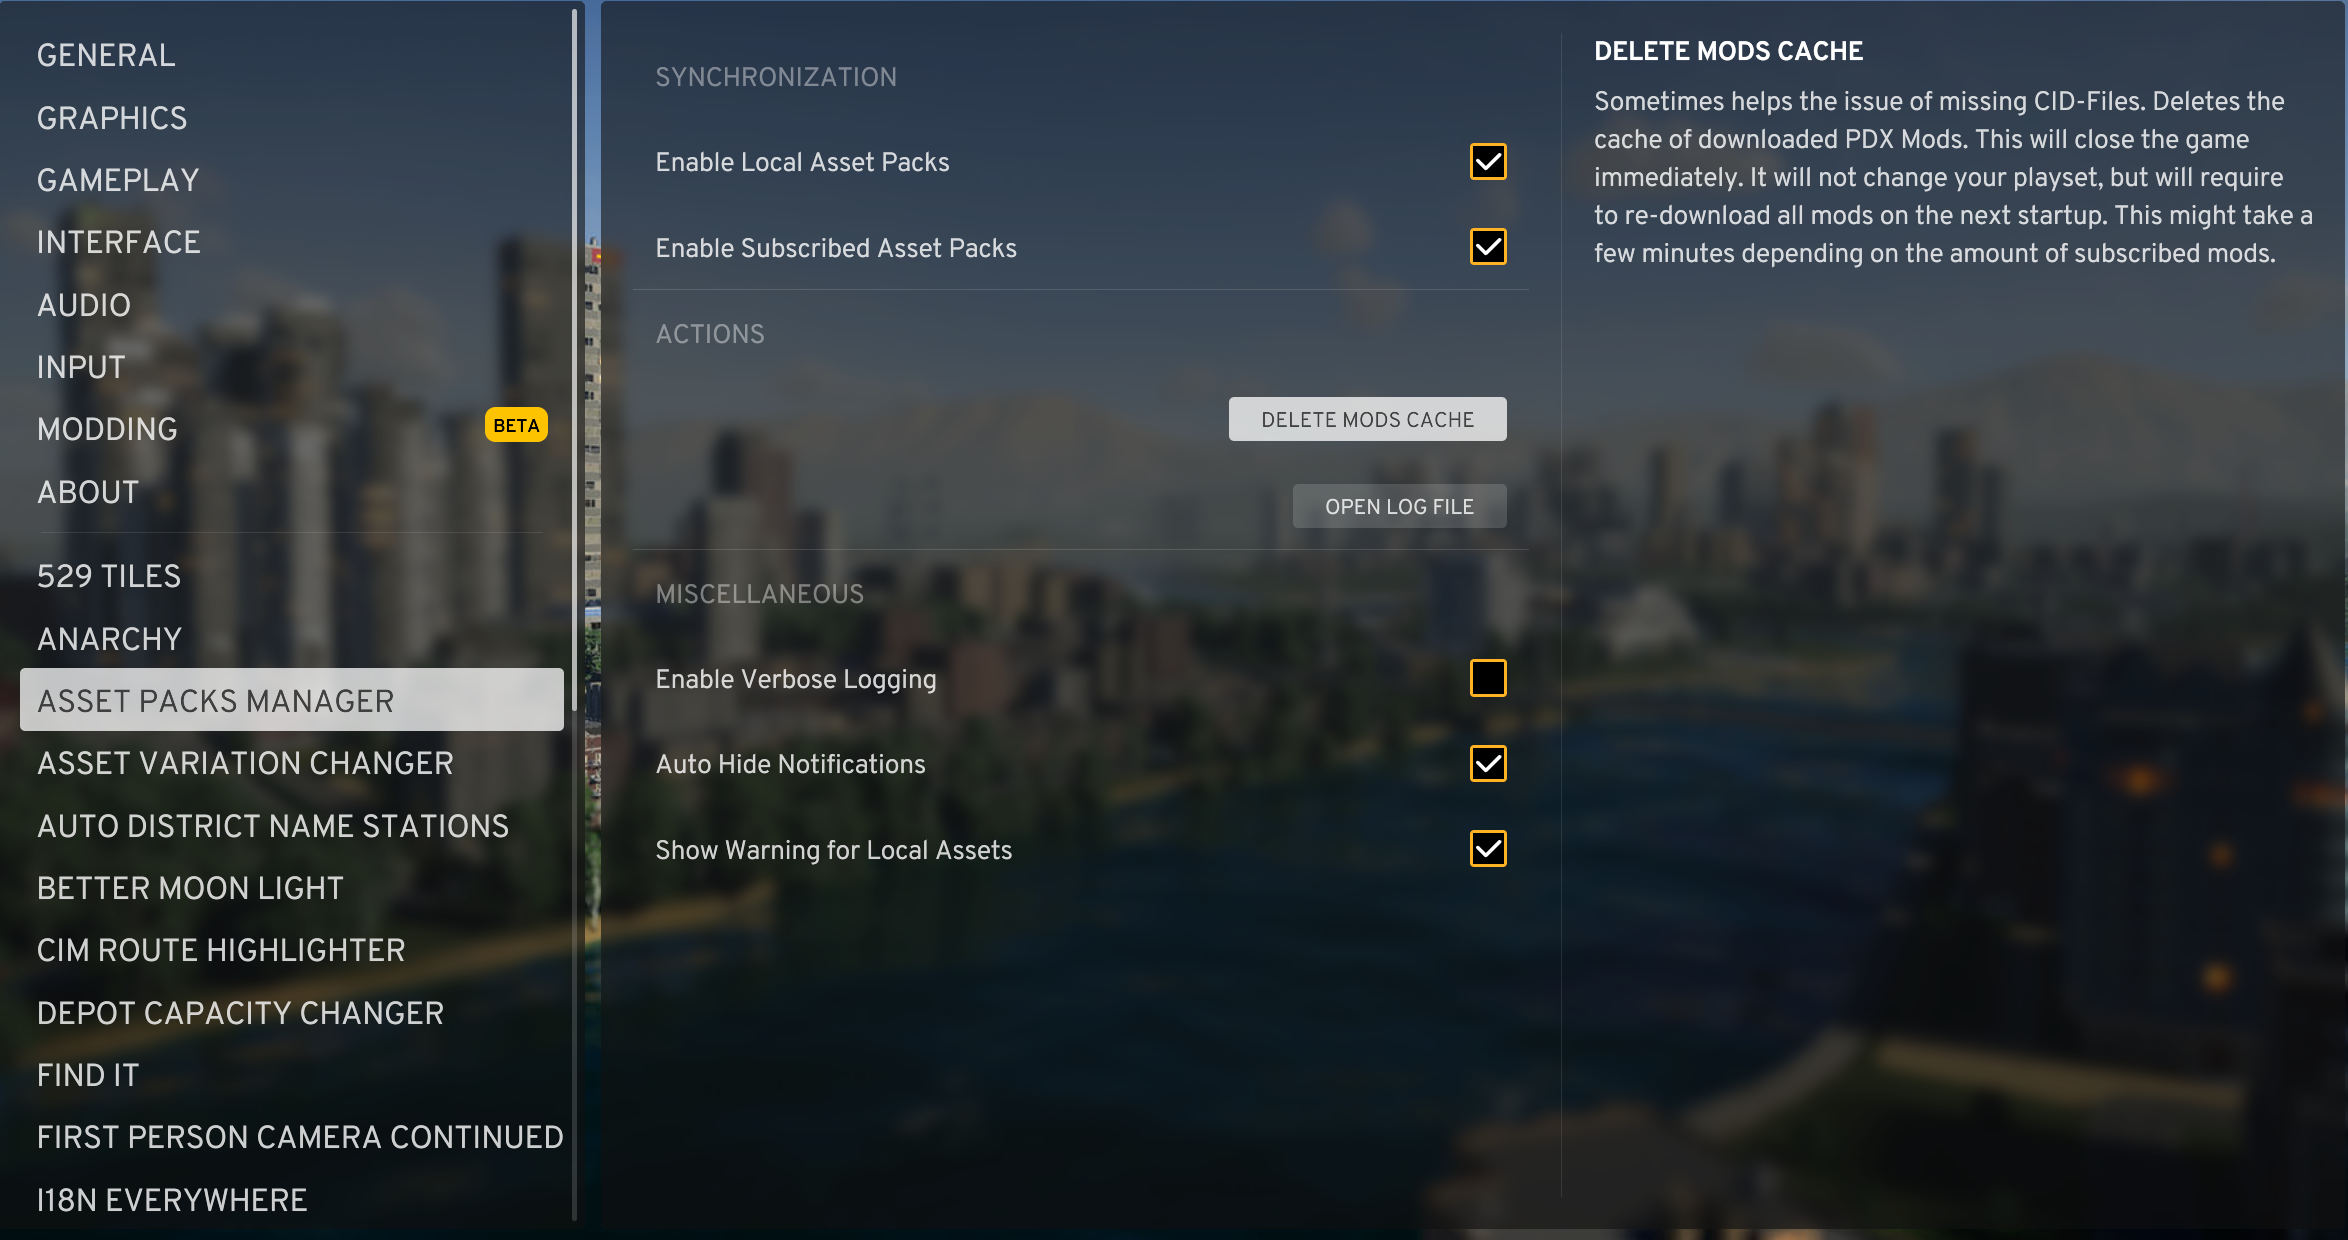 GENERAL
GRAPHICS
GAMEPLAY
INTERFACE
AUDIO
INPUT
MODDING
BETA
ABOUT
529 TILES
ANARCHY
ASSET PACKS MANAGER
ASSET VARIATION CHANGER
AUTO DISTRICT NAME STATIONS
BETTER MOON LIGHT
CIM ROUTE HIGHLIGHTER
DEPOT CAPACITY CHANGER
FIND IT
FIRST PERSON CAMERA CONTINUED
I18N EVERYWHERE
SYNCHRONIZATION
Enable Local Asset Packs
Enable Subscribed Asset Packs
ACTIONS
DELETE MODS CACHE
OPEN LOG FILE
MISCELLANEOUS
Enable Verbose Logging
Auto Hide Notifications
Show Warning for Local Assets
DELETE MODS CACHE
Sometimes helps the issue of missing CID-Files. Deletes the
cache of downloaded PDX Mods. This will close the game
immediately. It will not change your playset, but will require
to re-download all mods on the next startup. This might take a
few minutes depending on the amount of subscribed mods.